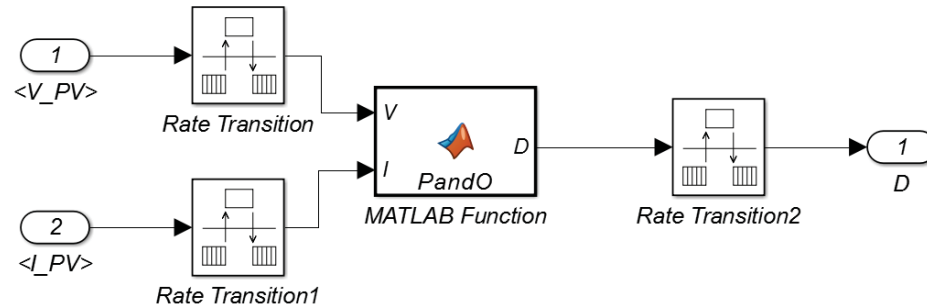 1
<V_PV>
Rate Transition
V
I
D
PandO
MATLAB Function
Rate Transition2
1
D
2
<I_PV>
Rate Transition1